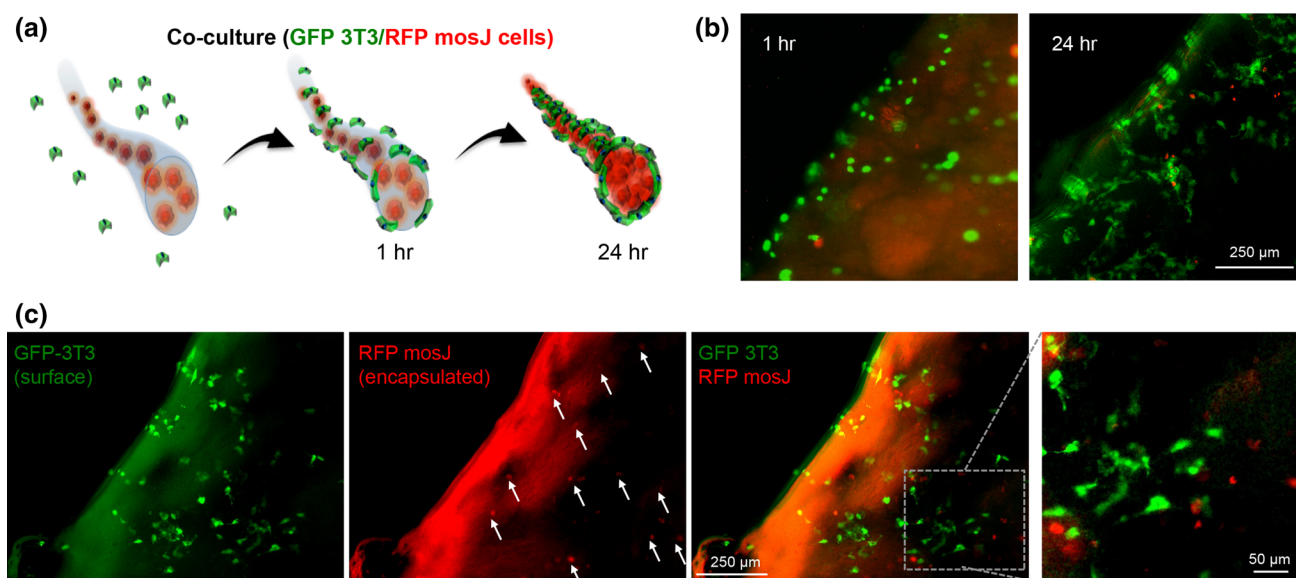 (a)
Co-culture (GFP 3T3/RFP mosJ cells)
1 hr
24 hr
(b)
1 hr
24 hr
250 µm
(c)
GFP-3T3
(surface)
RFP mosJ
(encapsulated)
GFP 3T3
RFP mosJ
250 µm
50 µm